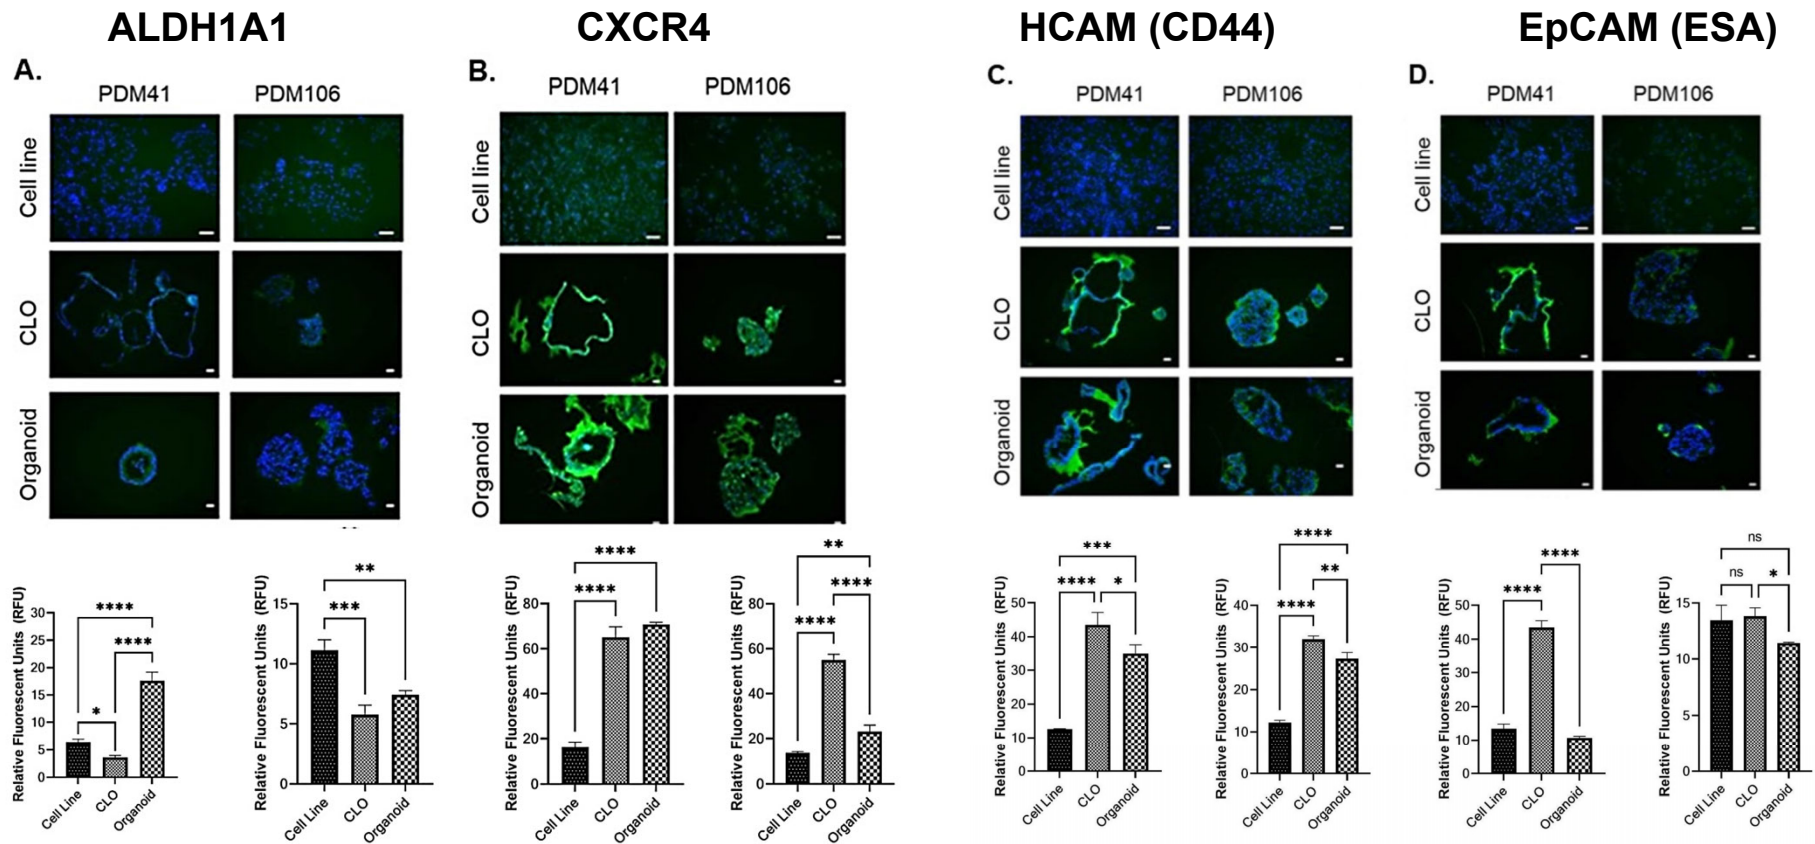 ALDH1A1
CXCR4
HCAM (CD44)
EpCAM (ESA)
A.
PDM41 PDM106
Cell line
CLO
Organoid
B.
PDM41 PDM106
Cell line
CLO
Organoid
C.
PDM41 PDM106
Cell line
CLO
Organoid
D.
PDM41 PDM106
Cell line
CLO
Organoid
Relative Fluorescent Units (RFU)
30
25
20
15
10
5
0
****
****
*
Cell Line CLO Organoid
Relative Fluorescent Units (RFU)
15
10
5
0
**
***
Cell Line CLO Organoid
Relative Fluorescent Units (RFU)
80
60
40
20
0
****
****
Cell Line CLO Organoid
Relative Fluorescent Units (RFU)
80
60
40
20
0
**
****
****
Cell Line CLO Organoid
Relative Fluorescent Units (RFU)
50
40
30
20
10
0
***
**** *
Cell Line CLO Organoid
Relative Fluorescent Units (RFU)
40
30
20
10
0
****
**
****
Cell Line CLO Organoid
Relative Fluorescent Units (RFU)
50
40
30
20
10
0
****
****
Cell Line CLO Organoid
Relative Fluorescent Units (RFU)
15
10
5
0
ns
ns *
Cell Line CLO Organoid